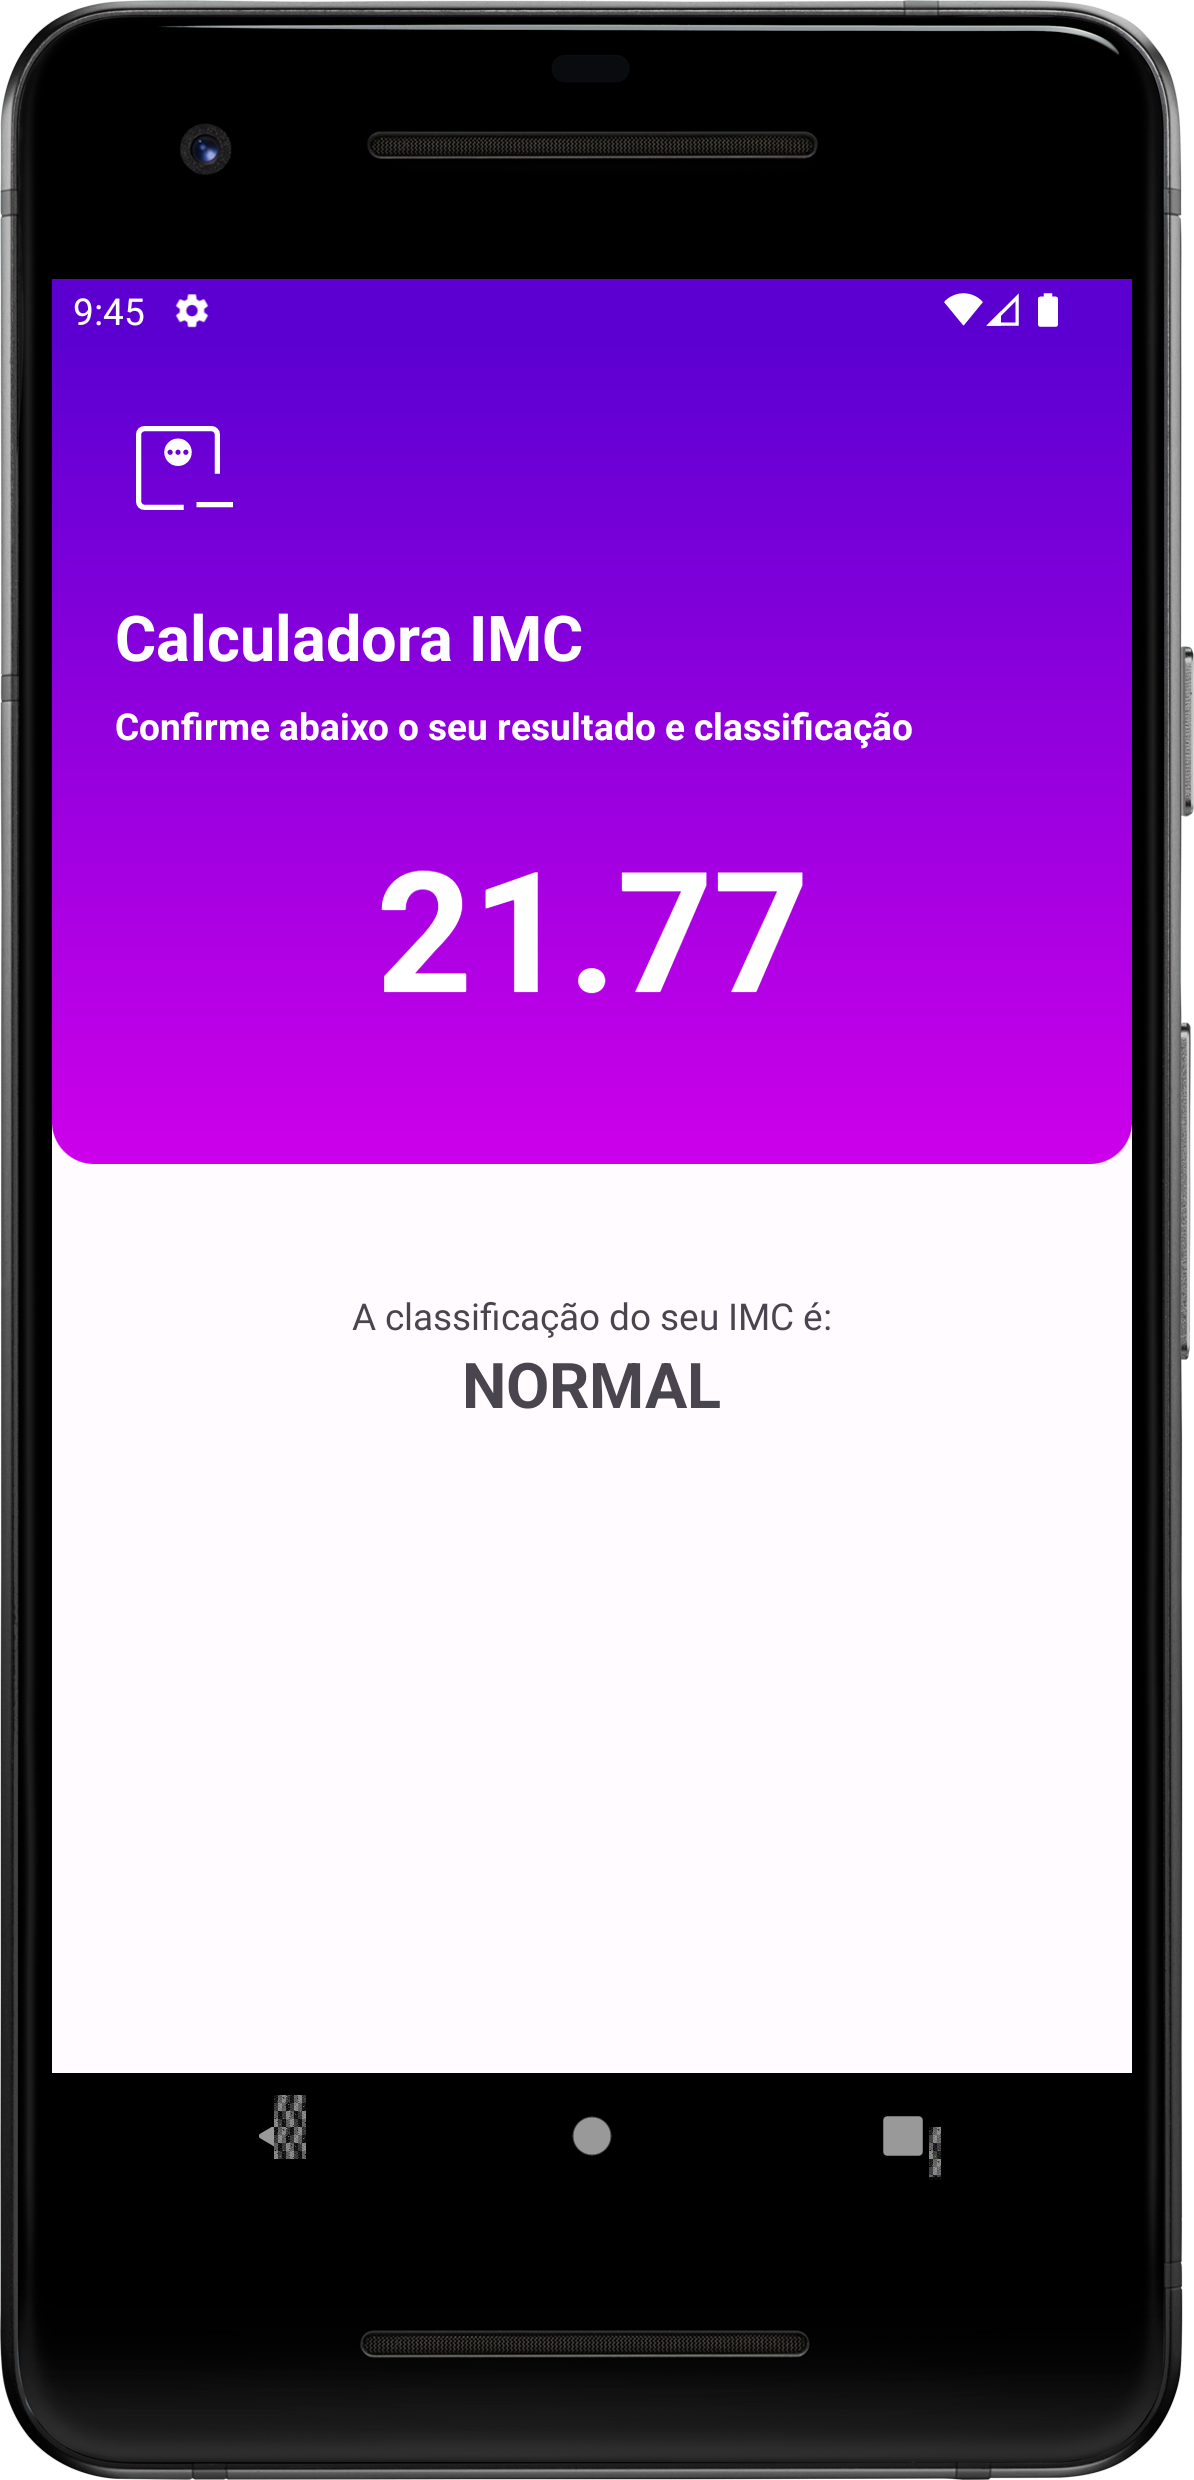 9:45
Calculadora IMC
Confirme abaixo o seu resultado e classificação
21.77
A classificação do seu IMC é:
NORMAL